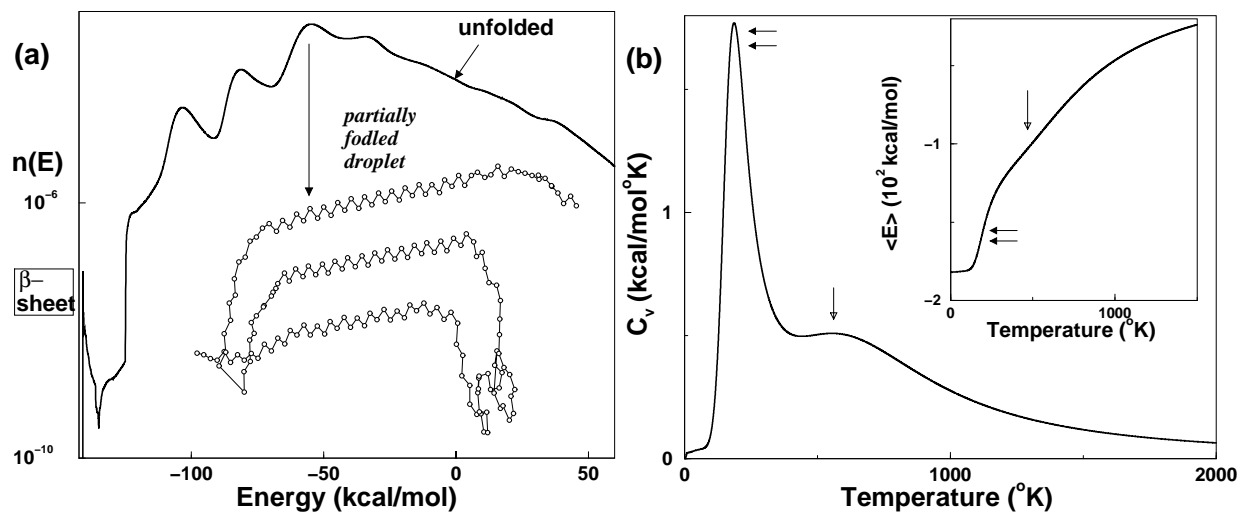 (a)
unfolded
partially
fodled
droplet
n(E)
10⁻⁶
β–
sheet
10⁻¹⁰
−100
−50
0
50
Energy (kcal/mol)
(b)
Cᵥ (kcal/mol°K)
1
0
0
1000
2000
Temperature (°K)
<E> (10² kcal/mol)
−1
−2
0
1000
Temperature (°K)